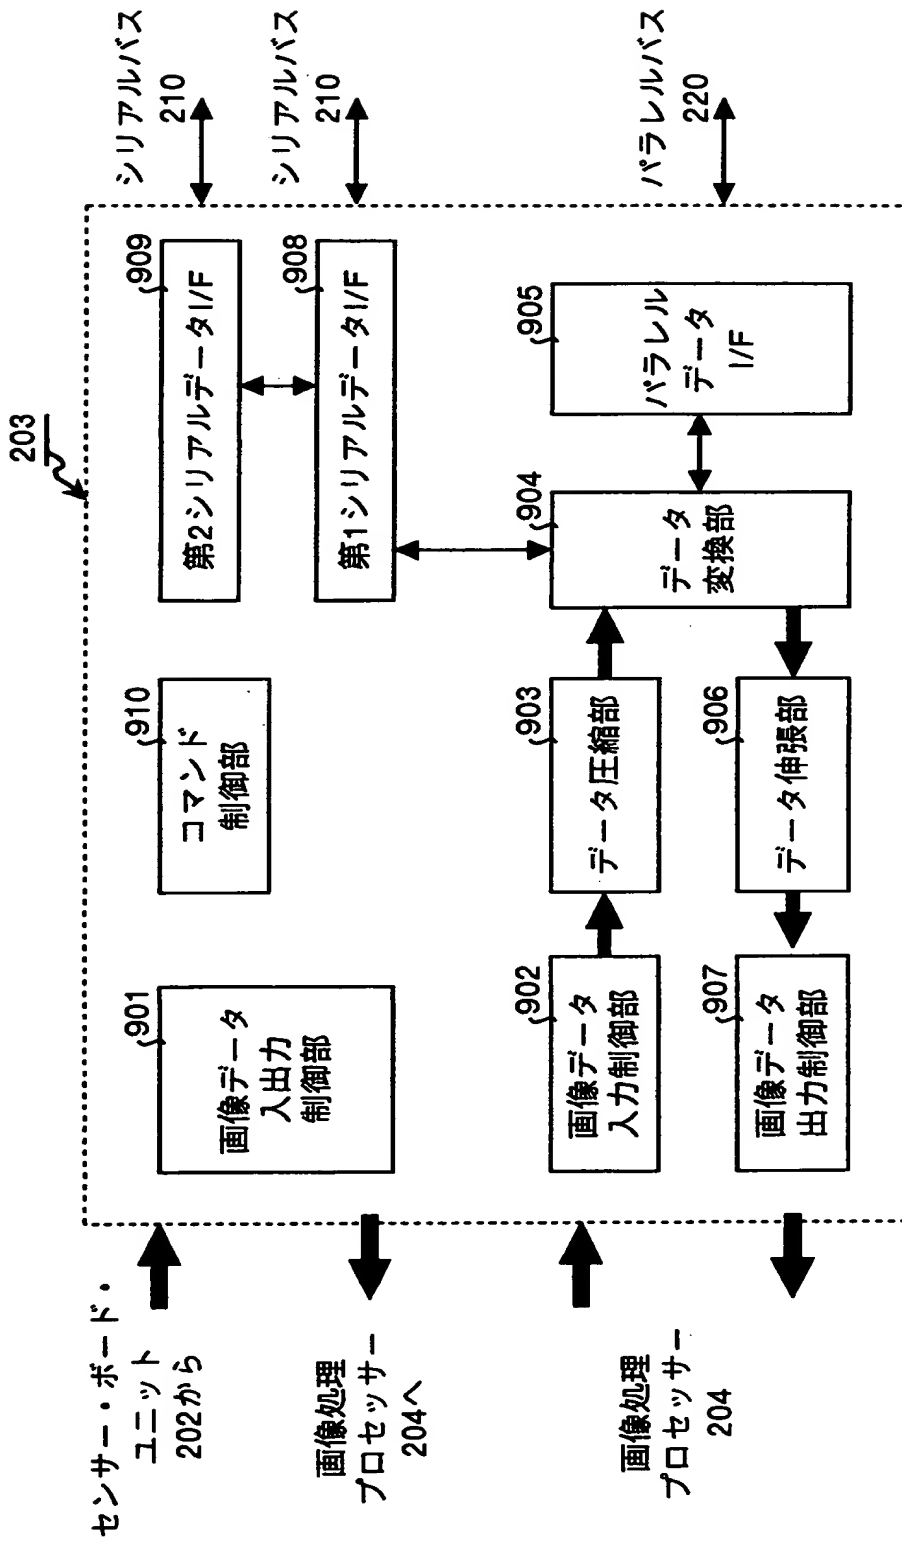 203
センサー・ボード・
ユニット
202から
画像処理
プロセッサー
204へ
画像処理
プロセッサー
204
901
画像データ
入出力
制御部
910
コマンド
制御部
909
第2シリアルデータI/F
908
第1シリアルデータI/F
902
画像データ
入力制御部
903
データ圧縮部
904
データ
変換部
905
パラレル
データ
I/F
907
画像データ
出力制御部
906
データ伸張部
シリアルバス
210
シリアルバス
210
パラレルバス
220